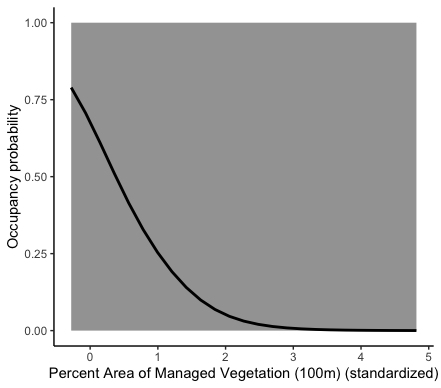 1.00
0.75
0.50
0.25
0.00
Occupancy probability
0 1 2 3 4 5
Percent Area of Managed Vegetation (100m) (standardized)